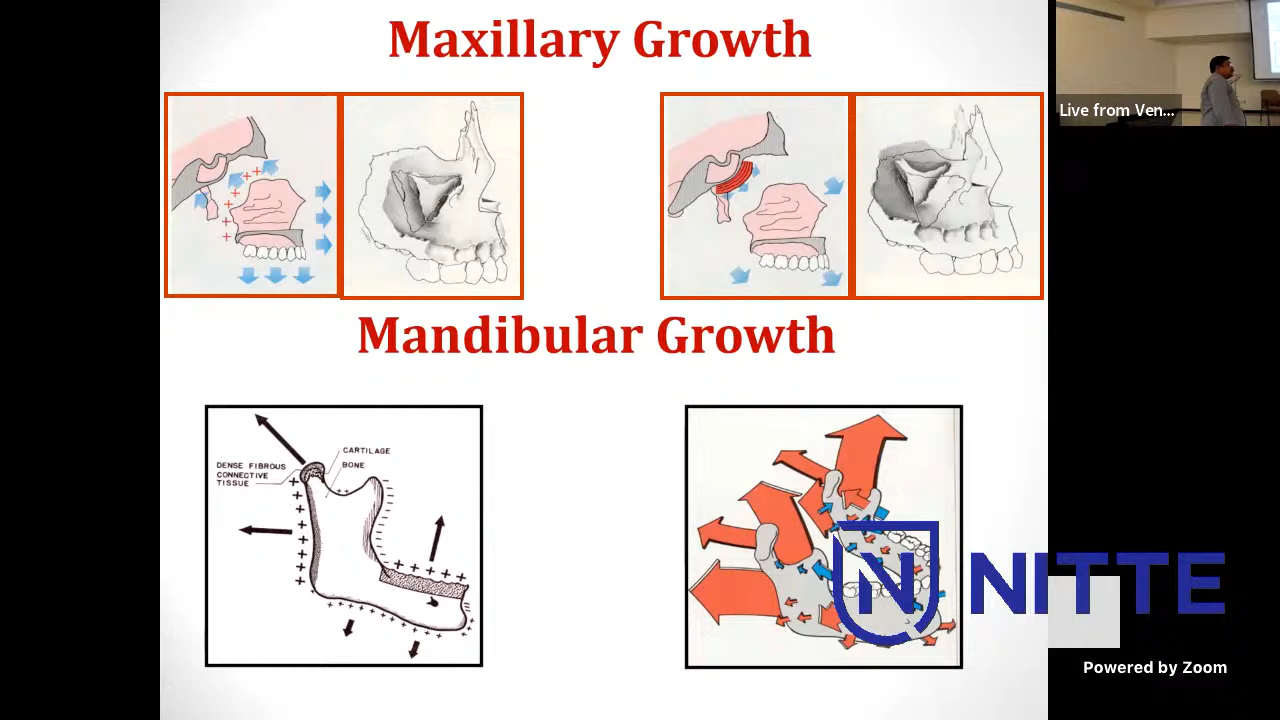 Maxillary Growth
Live from Ven...
Mandibular Growth
CARTILAGE
DENSE FIBROUS
CONNECTIVE
TISSUE
BONE
N NITTE
Powered by Zoom